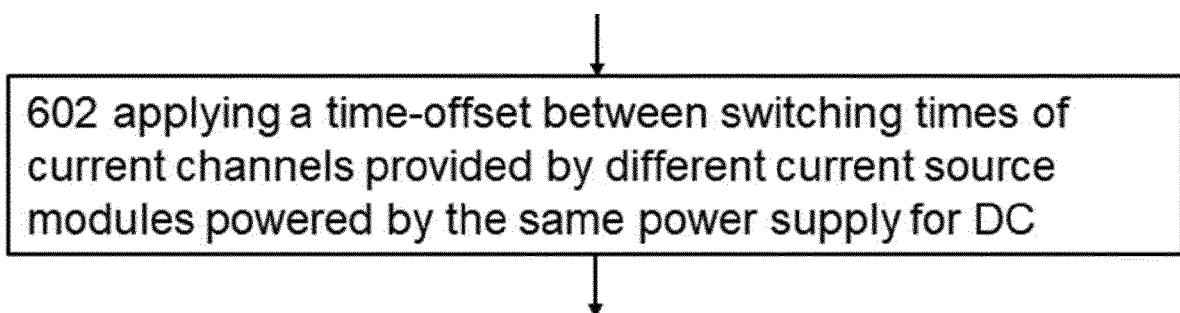 602 applying a time-offset between switching times of
current channels provided by different current source
modules powered by the same power supply for DC